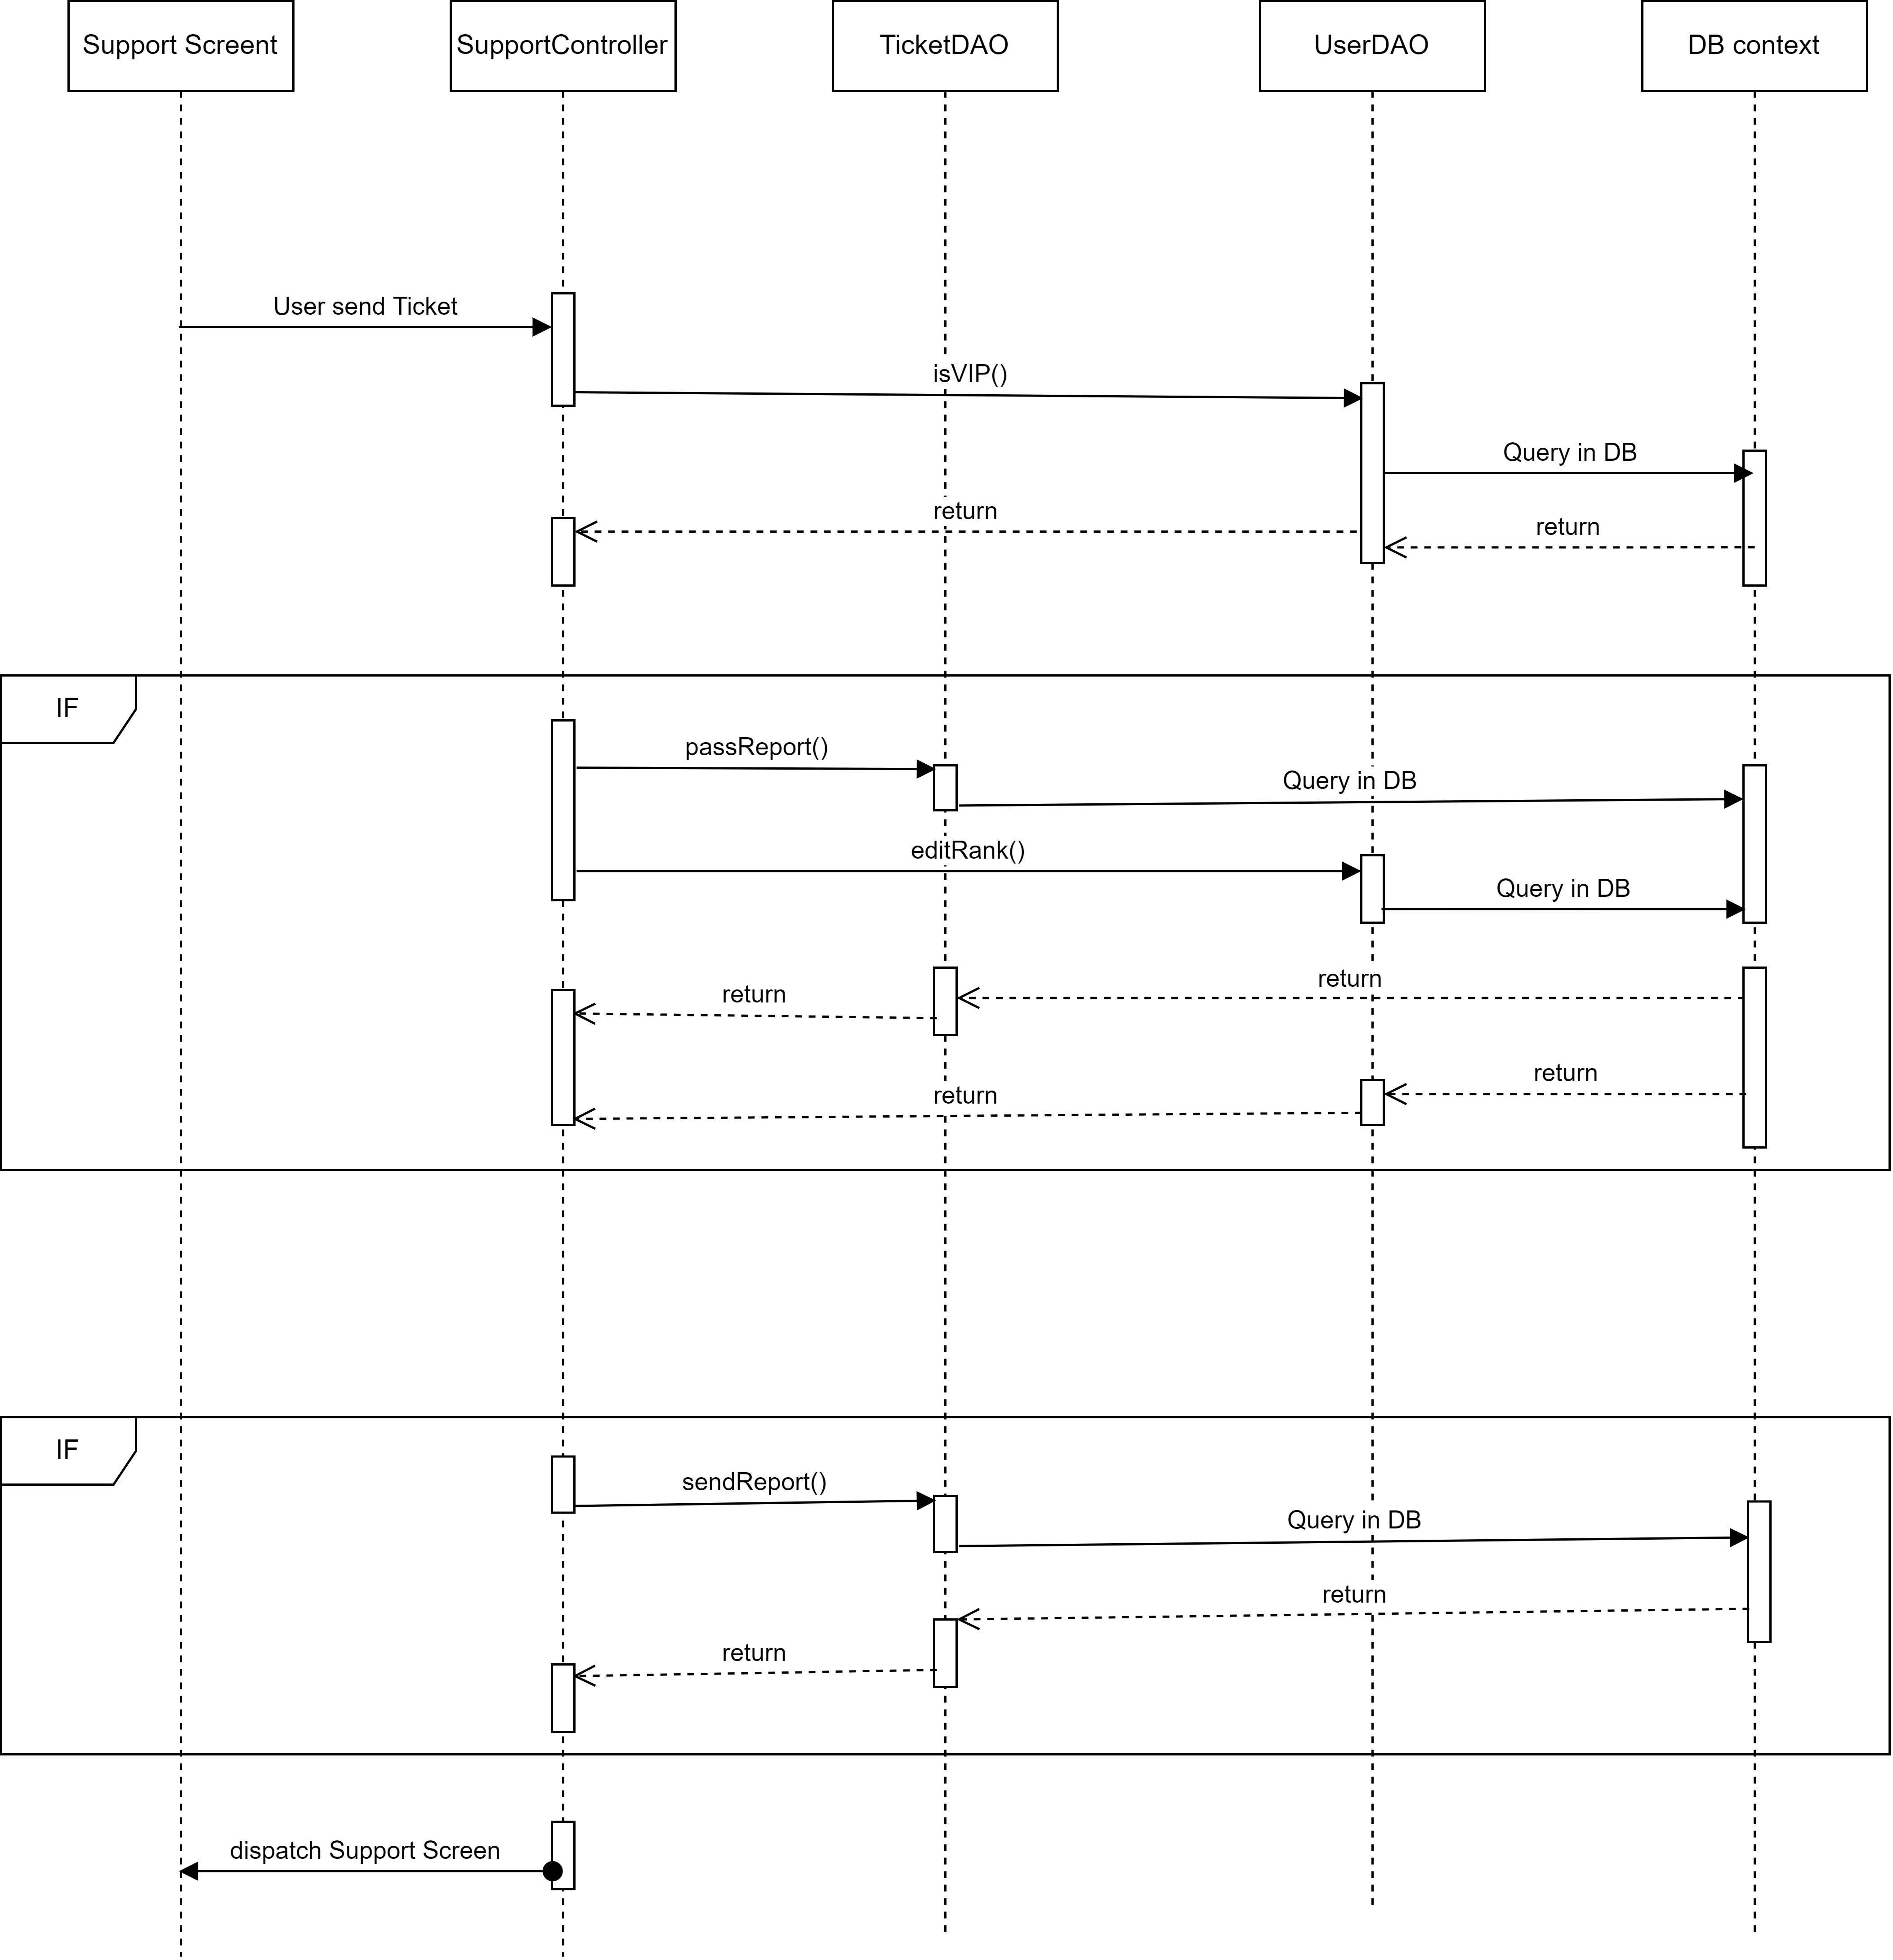 Support Screent
SupportController
TicketDAO
UserDAO
DB context
User send Ticket
isVIP()
Query in DB
return
return
IF
passReport()
Query in DB
editRank()
Query in DB
return
return
return
return
IF
sendReport()
Query in DB
return
return
dispatch Support Screen